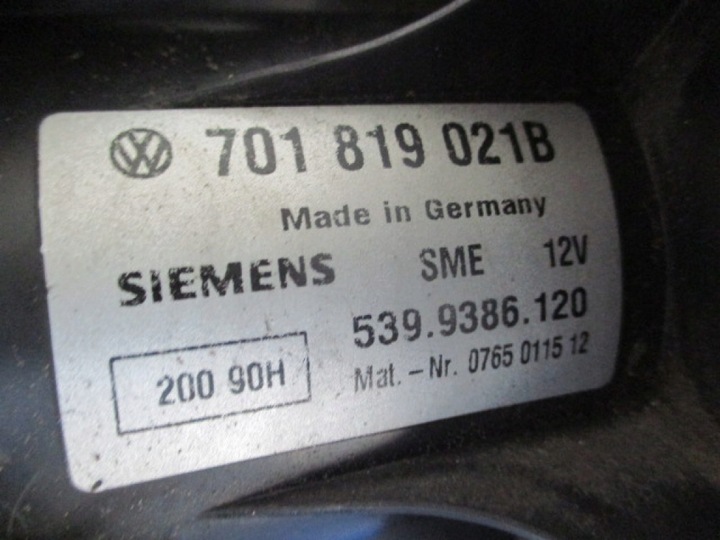 VW 701 819 021B
Made in Germany
SIEMENS SME 12V
539.9386.120
200 90H
Mat.-Nr. 0765 0115 12